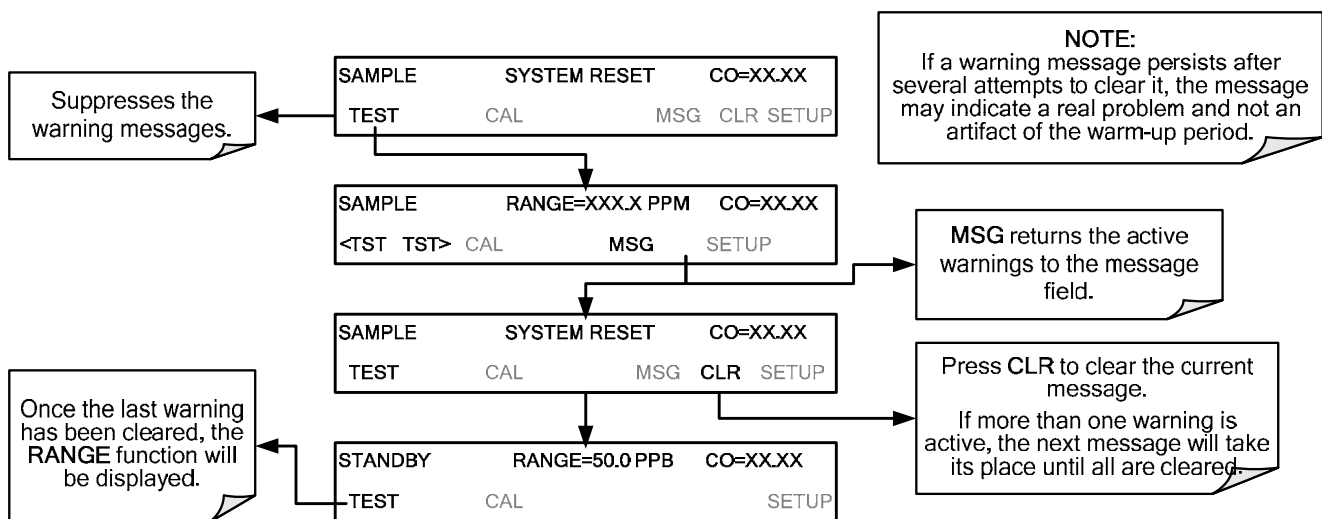 Suppresses the
warning messages.
SAMPLE SYSTEM RESET CO=XX.XX
TEST CAL MSG CLR SETUP
NOTE:
If a warning message persists after
several attempts to clear it, the message
may indicate a real problem and not an
artifact of the warm-up period.
SAMPLE RANGE=XXX.X PPM CO=XX.XX
<TST TST> CAL MSG SETUP
MSG returns the active
warnings to the message
field.
SAMPLE SYSTEM RESET CO=XX.XX
TEST CAL MSG CLR SETUP
Press CLR to clear the current
message.
If more than one warning is
active, the next message will take
its place until all are cleared.
Once the last warning
has been cleared, the
RANGE function will
be displayed.
STANDBY RANGE=50.0 PPB CO=XX.XX
TEST CAL SETUP